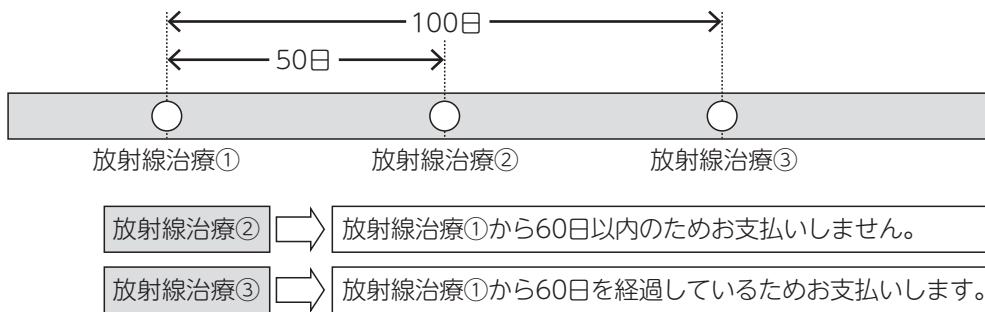 100日
50日
放射線治療①
放射線治療②
放射線治療③
放射線治療②
放射線治療①から60日以内のためお支払いしません。
放射線治療③
放射線治療①から60日を経過しているためお支払いします。